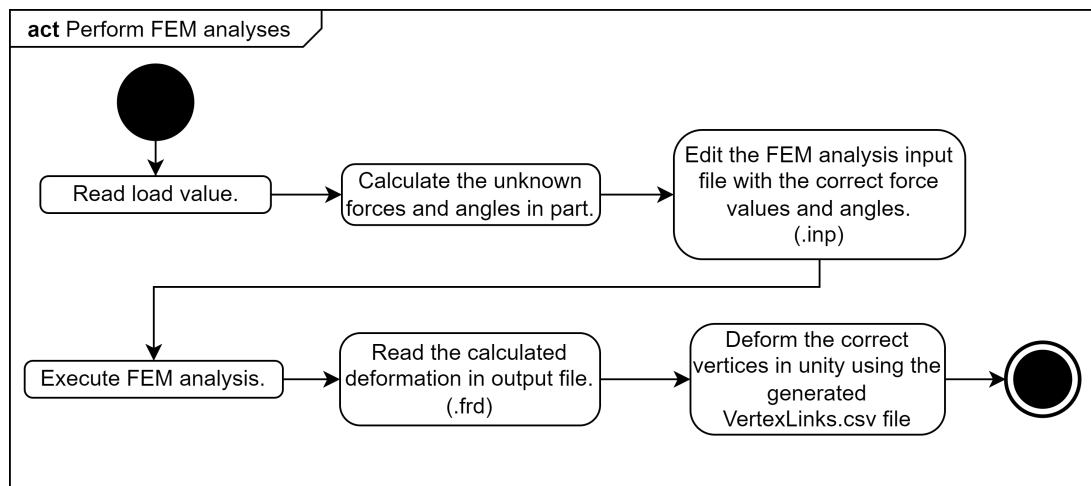 act Perform FEM analyses
Read load value.
Calculate the unknown
forces and angles in part.
Edit the FEM analysis input
file with the correct force
values and angles.
(.inp)
Execute FEM analysis.
Read the calculated
deformation in output file.
(.frd)
Deform the correct
vertices in unity using the
generated
VertexLinks.csv file